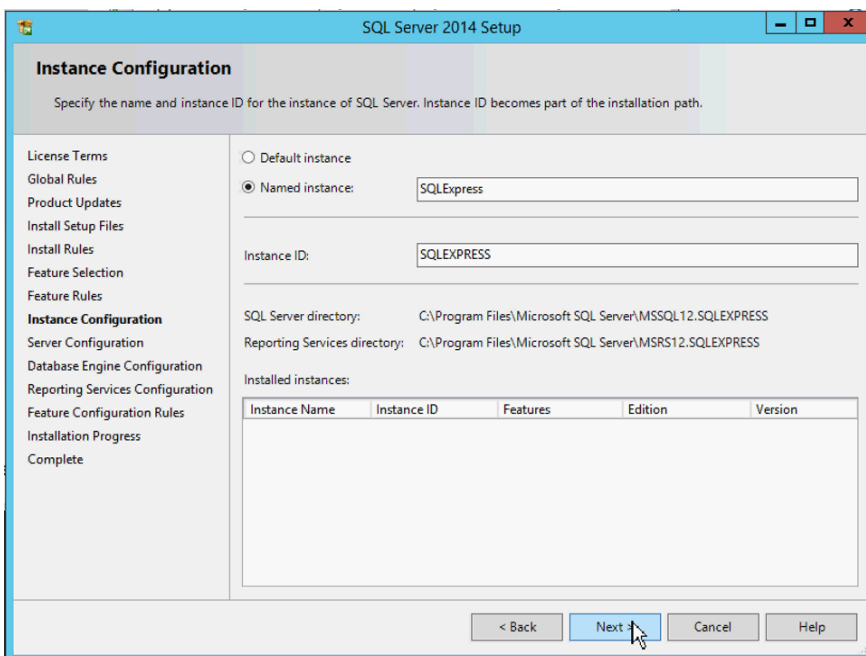 SQL Server 2014 Setup
Instance Configuration
Specify the name and instance ID for the instance of SQL Server. Instance ID becomes part of the installation path.
License Terms
Global Rules
Product Updates
Install Setup Files
Install Rules
Feature Selection
Feature Rules
Instance Configuration
Server Configuration
Database Engine Configuration
Reporting Services Configuration
Feature Configuration Rules
Installation Progress
Complete
Default instance
Named instance: SQLExpress
Instance ID: SQLEXPRESS
SQL Server directory: C:\Program Files\Microsoft SQL Server\MSSQL12.SQLEXPRESS
Reporting Services directory: C:\Program Files\Microsoft SQL Server\MSRS12.SQLEXPRESS
Installed instances:
Instance Name Instance ID Features Edition Version
< Back Next > Cancel Help